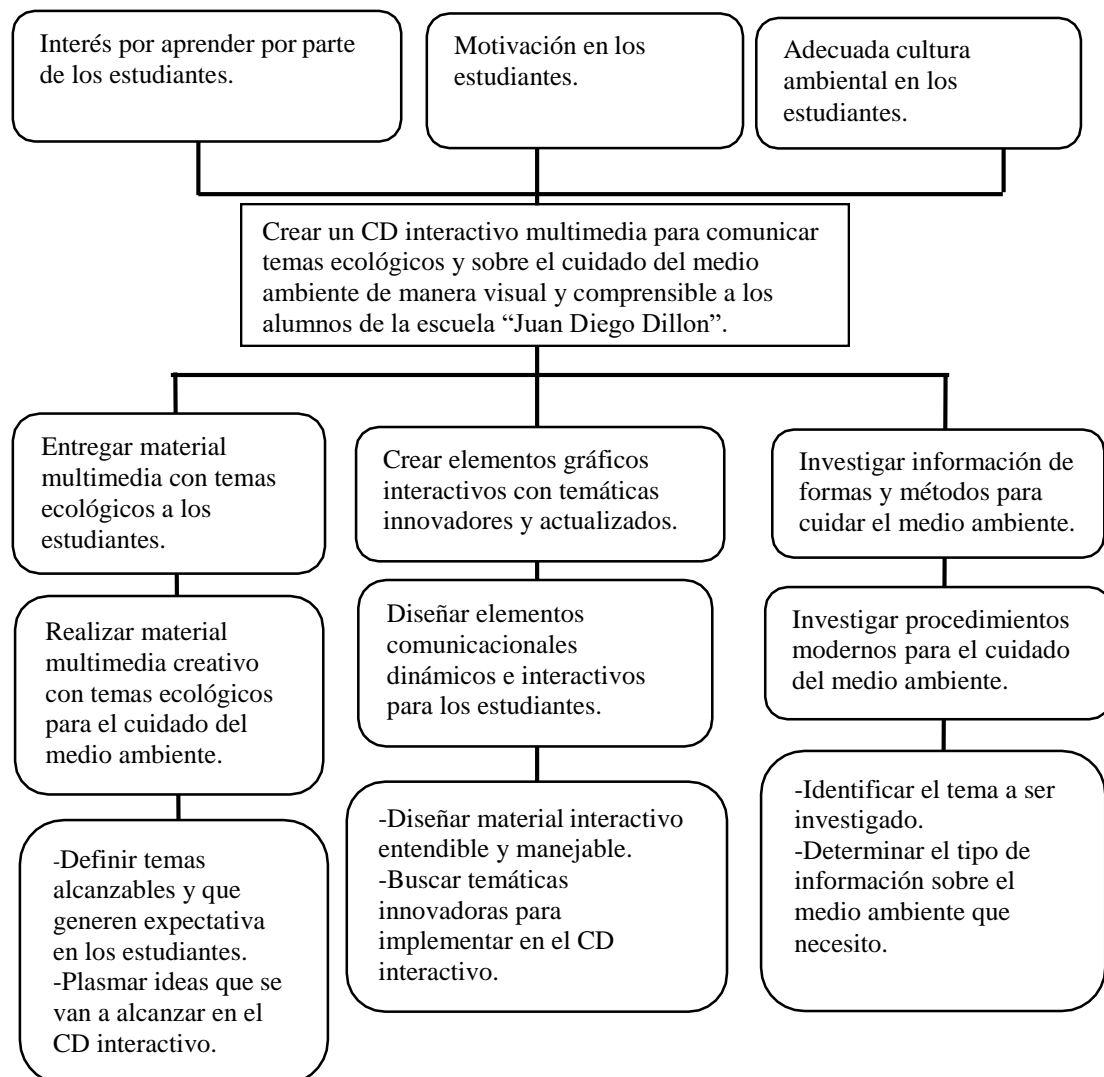 Interés por aprender por parte
de los estudiantes.
Motivación en los
estudiantes.
Adecuada cultura
ambiental en los
estudiantes.
Crear un CD interactivo multimedia para comunicar
temas ecológicos y sobre el cuidado del medio
ambiente de manera visual y comprensible a los
alumnos de la escuela “Juan Diego Dillon”.
Entregar material
multimedia con temas
ecológicos a los
estudiantes.
Crear elementos gráficos
interactivos con temáticas
innovadores y actualizados.
Investigar información de
formas y métodos para
cuidar el medio ambiente.
Realizar material
multimedia creativo
con temas ecológicos
para el cuidado del
medio ambiente.
Diseñar elementos
comunicacionales
dinámicos e interactivos
para los estudiantes.
Investigar procedimientos
modernos para el cuidado
del medio ambiente.
-Definir temas
alcanzables y que
generen expectativa
en los estudiantes.
-Plasmar ideas que se
van a alcanzar en el
CD interactivo.
-Diseñar material interactivo
entendible y manejable.
-Buscar temáticas
innovadoras para
implementar en el CD
interactivo.
-Identificar el tema a ser
investigado.
-Determinar el tipo de
información sobre el
medio ambiente que
necesito.